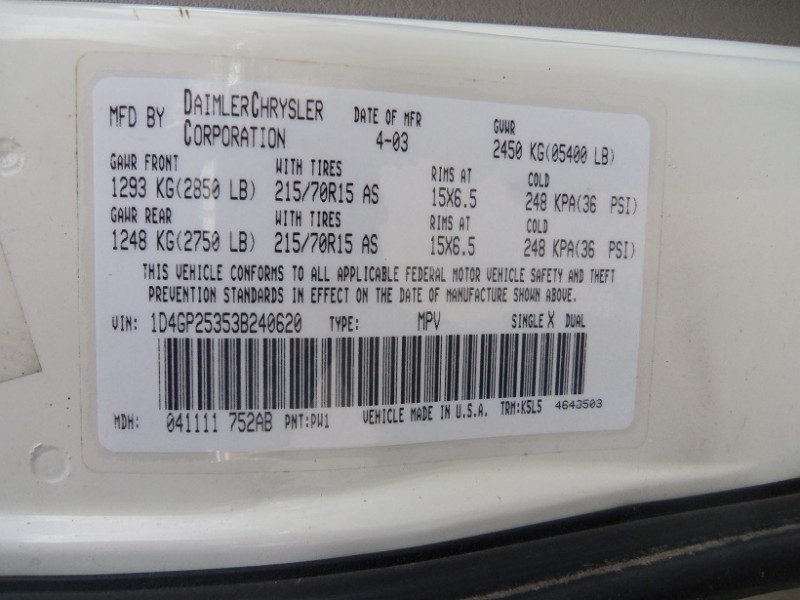 MFD BY DAIMLERCHRYSLER CORPORATION DATE OF MFR 4-03 GVWR 2450 KG(05400 LB)
GAWR FRONT WITH TIRES RIMS AT COLD
1293 KG(2850 LB) 215/70R15 AS 15X6.5 248 KPA(36 PSI)
GAWR REAR WITH TIRES RIMS AT COLD
1248 KG(2750 LB) 215/70R15 AS 15X6.5 248 KPA(36 PSI)
THIS VEHICLE CONFORMS TO ALL APPLICABLE FEDERAL MOTOR VEHICLE SAFETY AND THEFT
PREVENTION STANDARDS IN EFFECT ON THE DATE OF MANUFACTURE SHOWN ABOVE.
VIN: 1D4GP25353B240620 TYPE: MPV SINGLE X DUAL
MDH: 041111 752AB PNT:PW1 VEHICLE MADE IN U.S.A. TRM:K5L5 4643503